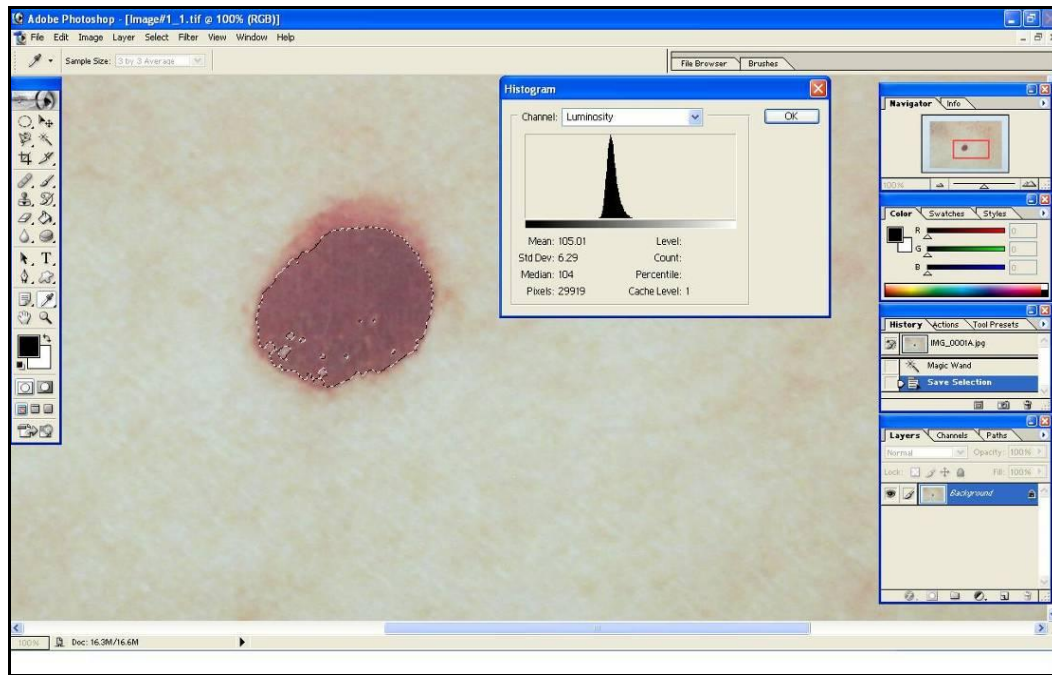 Adobe Photoshop - [Image#1_1.tif @ 100% (RGB)]
File Edit Image Layer Select Filter View Window Help
Sample Size: 3 by 3 Average
File Browser Brushes
Histogram
Channel: Luminosity
OK
Mean: 105.01 Level:
Std Dev: 6.29 Count:
Median: 104 Percentile:
Pixels: 29919 Cache Level: 1
Navigator Info
100%
Color Swatches Styles
R 0
G 0
B 0
History Actions Tool Presets
IMG_0001A.jpg
Magic Wand
Save Selection
Layers Channels Paths
Normal Opacity: 100%
Lock: Fill: 100%
Background
100% Doc: 16.3M/16.6M